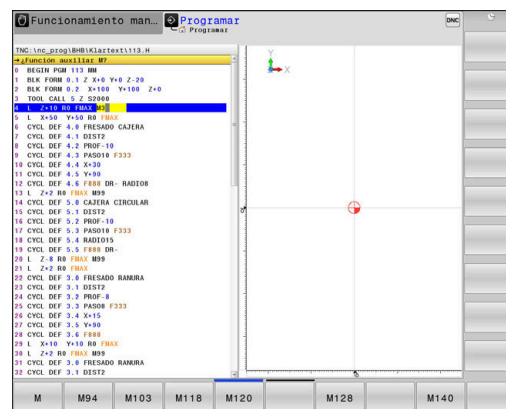 Funcionamiento man...
Programar
Programar
DNC
TNC:\nc_prog\BHB\Klartext\113.H
→¿Función auxiliar M?
0 BEGIN PGM 113 MM
1 BLK FORM 0.1 Z X+0 Y+0 Z-20
2 BLK FORM 0.2 X+100 Y+100 Z+0
3 TOOL CALL 5 Z S2000
4 L Z+10 R0 FMAX M3
5 L X+50 Y+50 R0 FMAX
6 CYCL DEF 4.0 FRESADO CAJERA
7 CYCL DEF 4.1 DIST2
8 CYCL DEF 4.2 PROF-10
9 CYCL DEF 4.3 PASO10 F333
10 CYCL DEF 4.4 X+30
11 CYCL DEF 4.5 Y+90
12 CYCL DEF 4.6 F888 DR- RADIO8
13 L Z+2 R0 FMAX M99
14 CYCL DEF 5.0 CAJERA CIRCULAR
15 CYCL DEF 5.1 DIST2
16 CYCL DEF 5.2 PROF-10
17 CYCL DEF 5.3 PASO10 F333
18 CYCL DEF 5.4 RADIO15
19 CYCL DEF 5.5 F888 DR-
20 L Z-8 R0 FMAX M99
21 L Z+2 R0 FMAX
22 CYCL DEF 3.0 FRESADO RANURA
23 CYCL DEF 3.1 DIST2
24 CYCL DEF 3.2 PROF-8
25 CYCL DEF 3.3 PASO8 F333
26 CYCL DEF 3.4 X+15
27 CYCL DEF 3.5 Y+90
28 CYCL DEF 3.6 F888
29 L X+10 Y+10 R0 FMAX
30 L Z+2 R0 FMAX M99
31 CYCL DEF 3.0 FRESADO RANURA
32 CYCL DEF 3.1 DIST2
Y
X
M M94 M103 M118 M120 M128 M140